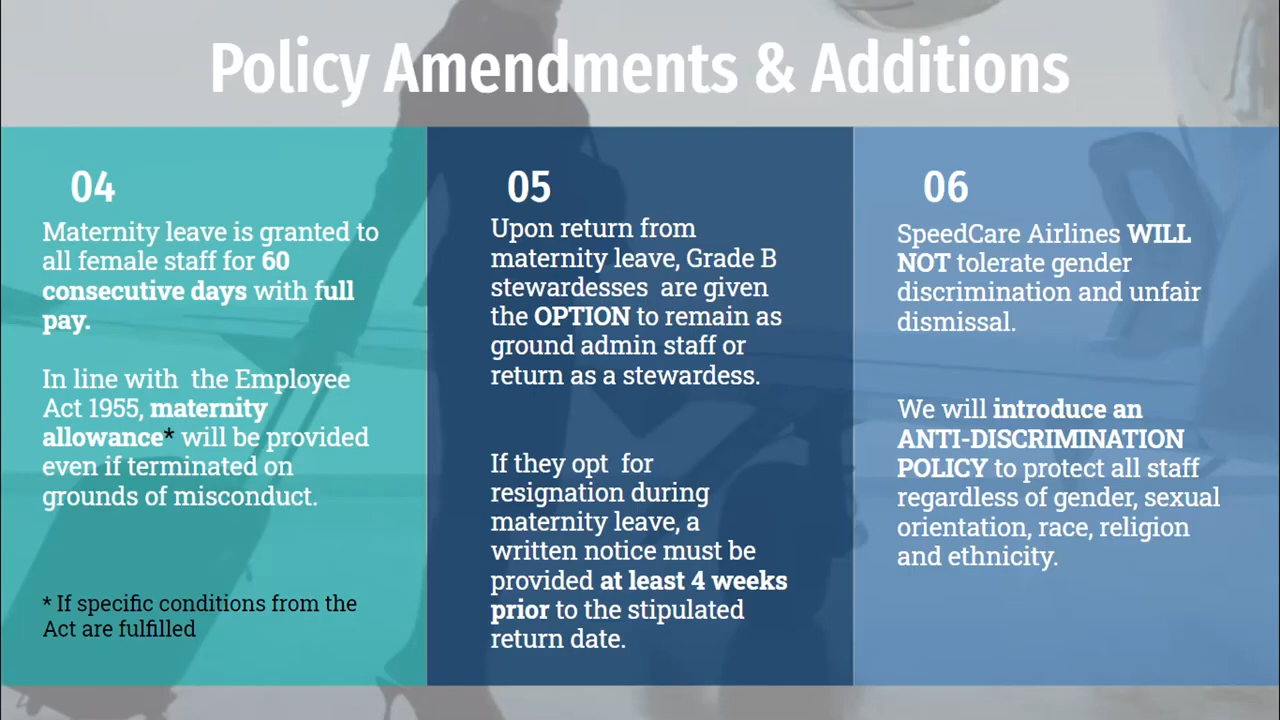 Policy Amendments & Additions
04
Maternity leave is granted to
all female staff for 60
consecutive days with full
pay.
In line with the Employee
Act 1955, maternity
allowance* will be provided
even if terminated on
grounds of misconduct.
* If specific conditions from the
Act are fulfilled
05
Upon return from
maternity leave, Grade B
stewardesses are given
the OPTION to remain as
ground admin staff or
return as a stewardess.
If they opt for
resignation during
maternity leave, a
written notice must be
provided at least 4 weeks
prior to the stipulated
return date.
06
SpeedCare Airlines WILL
NOT tolerate gender
discrimination and unfair
dismissal.
We will introduce an
ANTI-DISCRIMINATION
POLICY to protect all staff
regardless of gender, sexual
orientation, race, religion
and ethnicity.